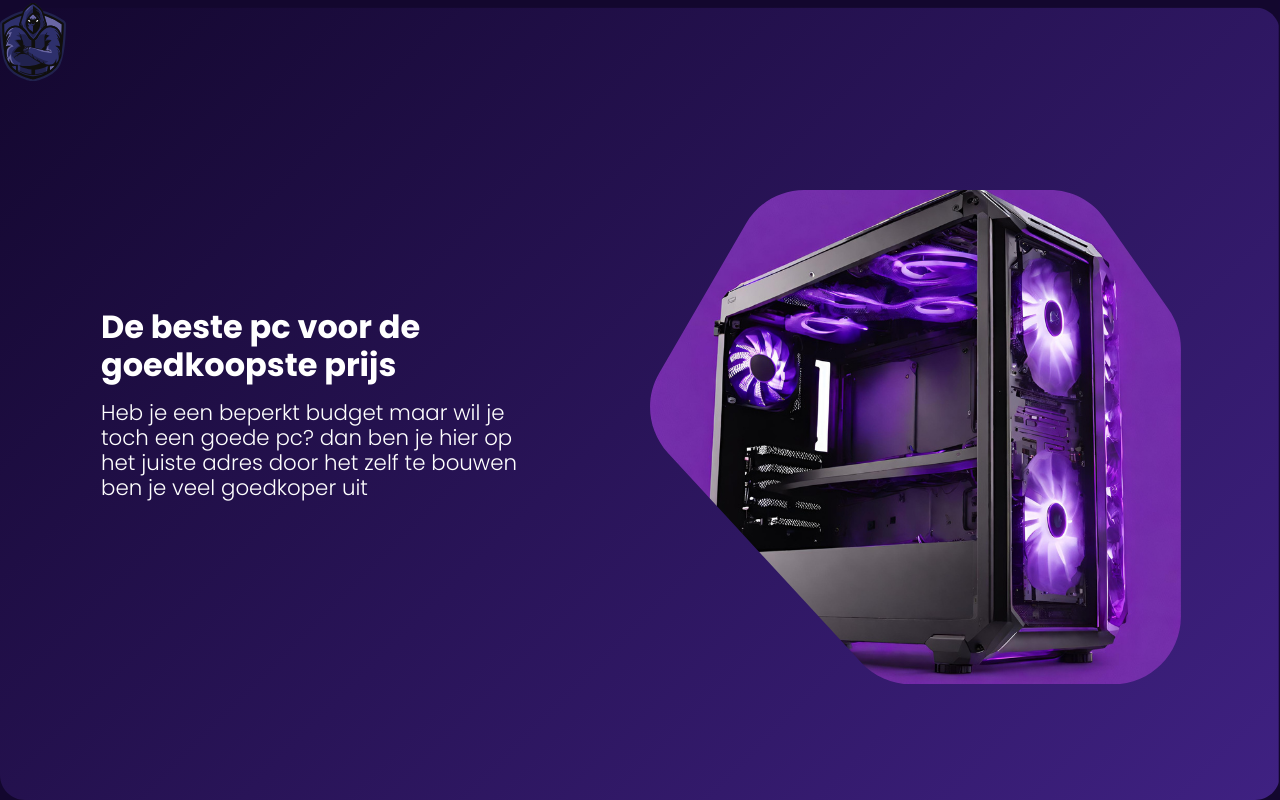 De beste pc voor de
goedkoopste prijs
Heb je een beperkt budget maar wil je
toch een goede pc? dan ben je hier op
het juiste adres door het zelf te bouwen
ben je veel goedkoper uit